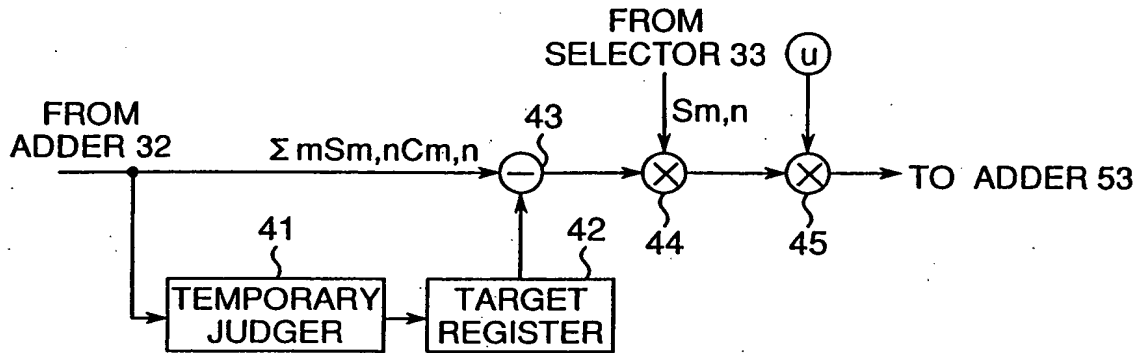 FROM
SELECTOR 33
u
FROM
ADDER 32
ΣmSm,nCm,n
43
Sm,n
−
×
×
TO ADDER 53
41
42
44
45
TEMPORARY
JUDGER
TARGET
REGISTER